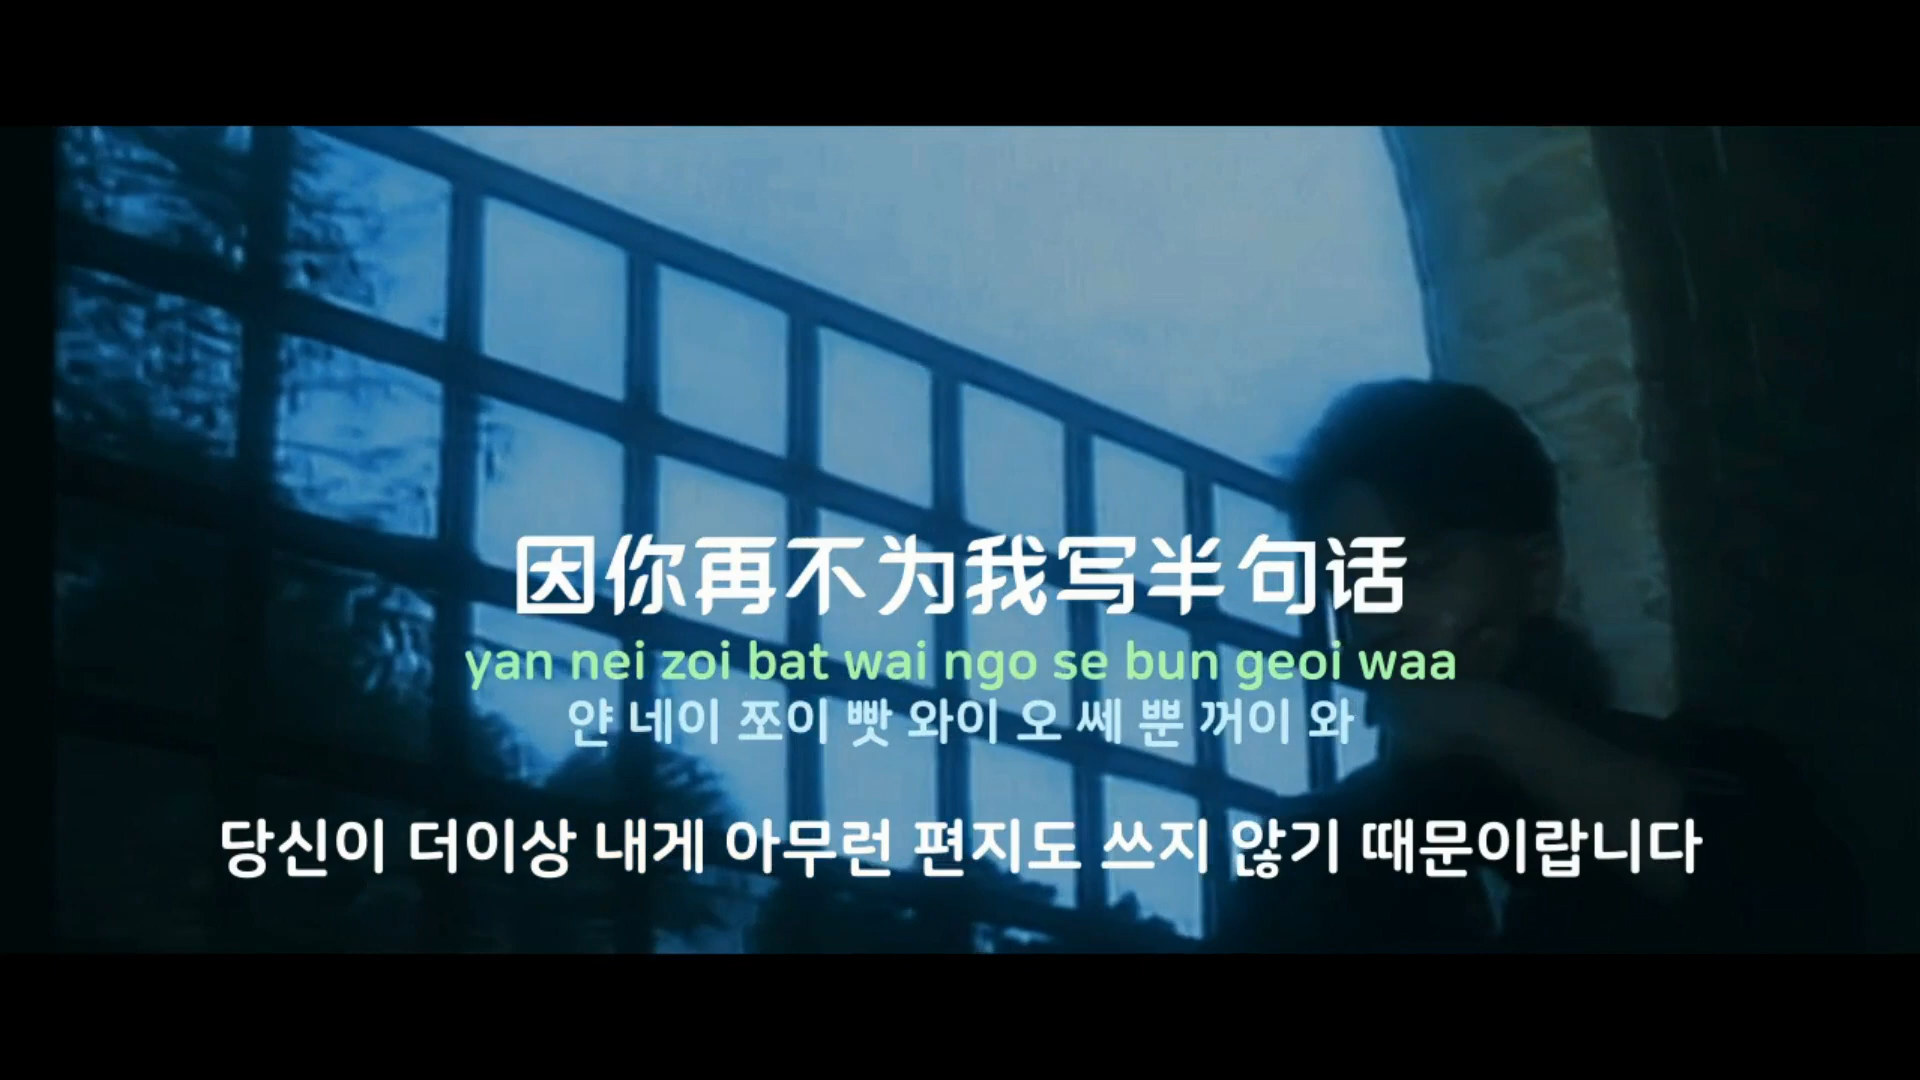 因你再不为我写半句话
yan nei zoi bat wai ngo se bun geoi waa
얀 네이 쪼이 빳 와이 오 쎄 뿐 꺼이 와
당신이 더이상 내게 아무런 편지도 쓰지 않기 때문이랍니다